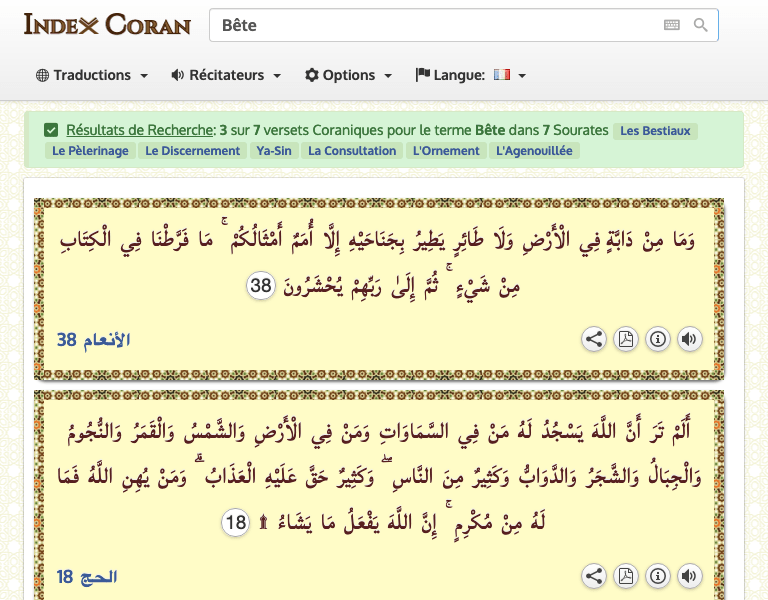 INDEX CORAN
Bête
Traductions Récitateurs Options Langue:
Résultats de Recherche: 3 sur 7 versets Coraniques pour le terme Bête dans 7 Sourates Les Bestiaux
Le Pèlerinage Le Discernement Ya-Sin La Consultation L'Ornement L'Agenouillée
وَمَا مِنْ دَابَّةٍ فِي الْأَرْضِ وَلَا طَائِرٍ يَطِيرُ بِجَنَاحَيْهِ إِلَّا أُمَمٌ أَمْثَالُكُمْ ۚ مَا فَرَّطْنَا فِي الْكِتَابِ
مِنْ شَيْءٍ ۚ ثُمَّ إِلَىٰ رَبِّهِمْ يُحْشَرُونَ 38
الأنعام 38
أَلَمْ تَرَ أَنَّ اللَّهَ يَسْجُدُ لَهُ مَنْ فِي السَّمَاوَاتِ وَمَنْ فِي الْأَرْضِ وَالشَّمْسُ وَالْقَمَرُ وَالنُّجُومُ
وَالْجِبَالُ وَالشَّجَرُ وَالدَّوَابُّ وَكَثِيرٌ مِنَ النَّاسِ ۖ وَكَثِيرٌ حَقَّ عَلَيْهِ الْعَذَابُ ۗ وَمَنْ يُهِنِ اللَّهُ فَمَا
لَهُ مِنْ مُكْرِمٍ ۚ إِنَّ اللَّهَ يَفْعَلُ مَا يَشَاءُ ۩ 18
الحج 18